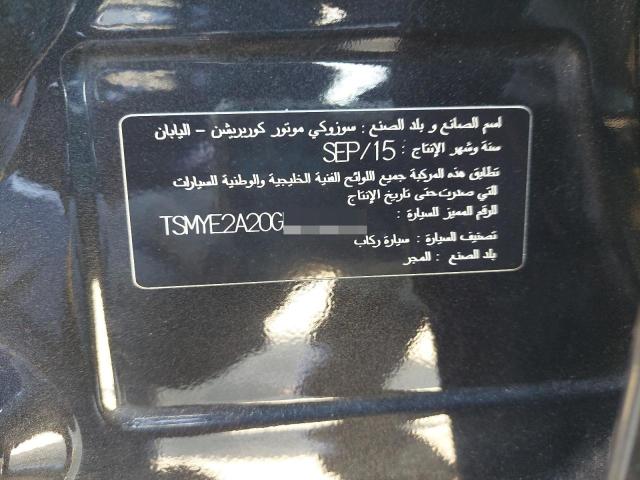 اسم الصانع و بلد الصنع : سوزوكي موتور كوربريشن - اليابان
سنة وشهر الإنتاج : SEP/15
تطابق هذه المركبة جميع اللوائح الفنية الخليجية والوطنية للسيارات
التي صدرت حتى تاريخ الإنتاج
الرقم المميز للسيارة : TSMYE2A20G
تصنيف السيارة : سيارة ركاب
بلد الصنع : المجر